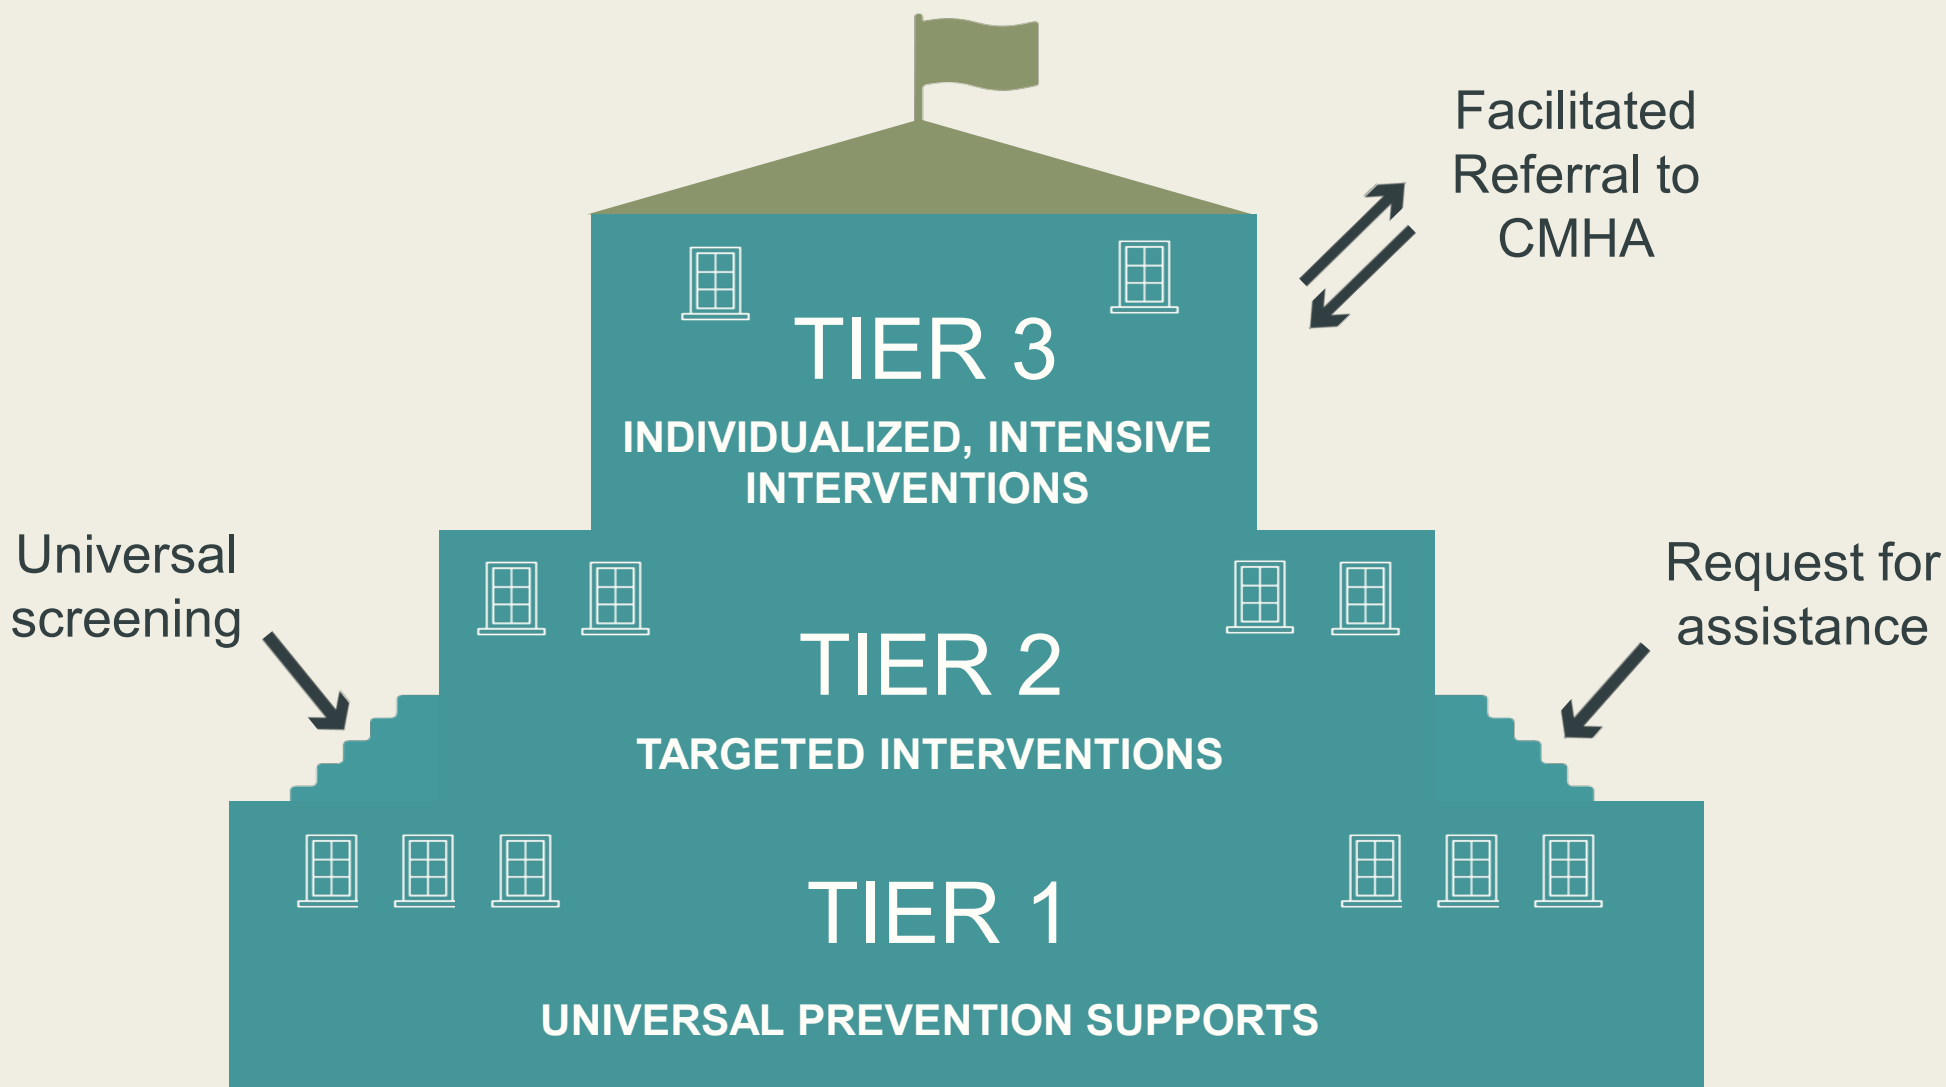 Facilitated
Referral to
CMHA
TIER 3
INDIVIDUALIZED, INTENSIVE
INTERVENTIONS
Universal
screening
Request for
assistance
TIER 2
TARGETED INTERVENTIONS
TIER 1
UNIVERSAL PREVENTION SUPPORTS